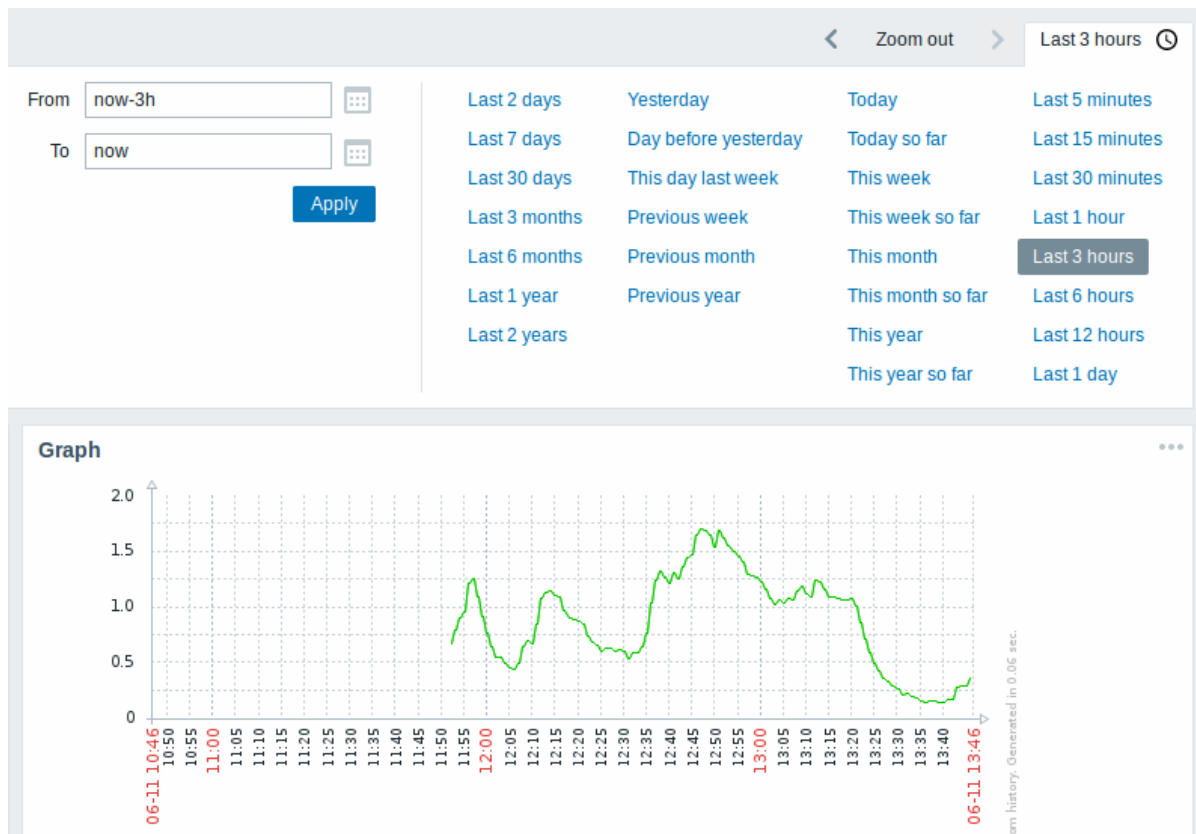 Zoom out
Last 3 hours
From now-3h
To now
Apply
Last 2 days Yesterday Today Last 5 minutes
Last 7 days Day before yesterday Today so far Last 15 minutes
Last 30 days This day last week This week Last 30 minutes
Last 3 months Previous week This week so far Last 1 hour
Last 6 months Previous month This month Last 3 hours
Last 1 year Previous year This month so far Last 6 hours
Last 2 years This year Last 12 hours
This year so far Last 1 day
Graph
2.0
1.5
1.0
0.5
0
06-11 10:46
10:50
10:55
11:00
11:05
11:10
11:15
11:20
11:25
11:30
11:35
11:40
11:45
11:50
11:55
12:00
12:05
12:10
12:15
12:20
12:25
12:30
12:35
12:40
12:45
12:50
12:55
13:00
13:05
13:10
13:15
13:20
13:25
13:30
13:35
13:40
06-11 13:46
history. Generated in 0.06 sec.